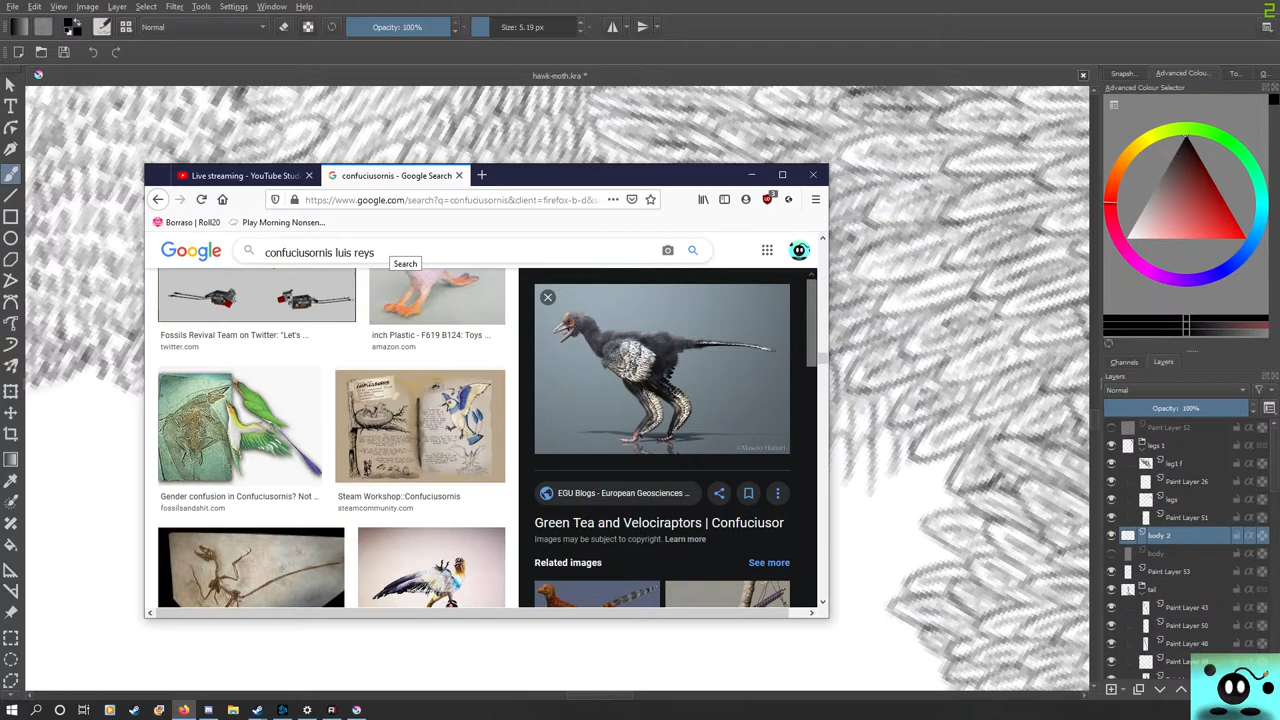 File Edit View Image Layer Select Filter Tools Settings Window Help
2
Normal
Opacity: 100%
Size: 5.19 px
hawk-moth.kra *
Snapsh...
Advanced Colou...
To...
O...
Advanced Colour Selector
Live streaming - YouTube Studi
confuciusornis - Google Search
https://www.google.com/search?q=confuciusornis&client=firefox-b-d&s
3
Borraso | Roll20
Play Morning Nonsen...
Google
confuciusornis luis reys
Search
Fossils Revival Team on Twitter: "Let's ...
twitter.com
inch Plastic - F619 B124: Toys ...
amazon.com
Gender confusion in Confuciusornis? Not ...
fossilsandshit.com
Steam Workshop::Confuciusornis
steamcommunity.com
EGU Blogs - European Geosciences ...
Green Tea and Velociraptors | Confuciusor
Images may be subject to copyright. Learn more
Related images
See more
Channels
Layers
Layers
Normal
Opacity: 100%
Paint Layer 52
legs 1
leg1 f
Paint Layer 26
legs
Paint Layer 51
body 2
body
Paint Layer 53
tail
Paint Layer 43
Paint Layer 50
Paint Layer 48